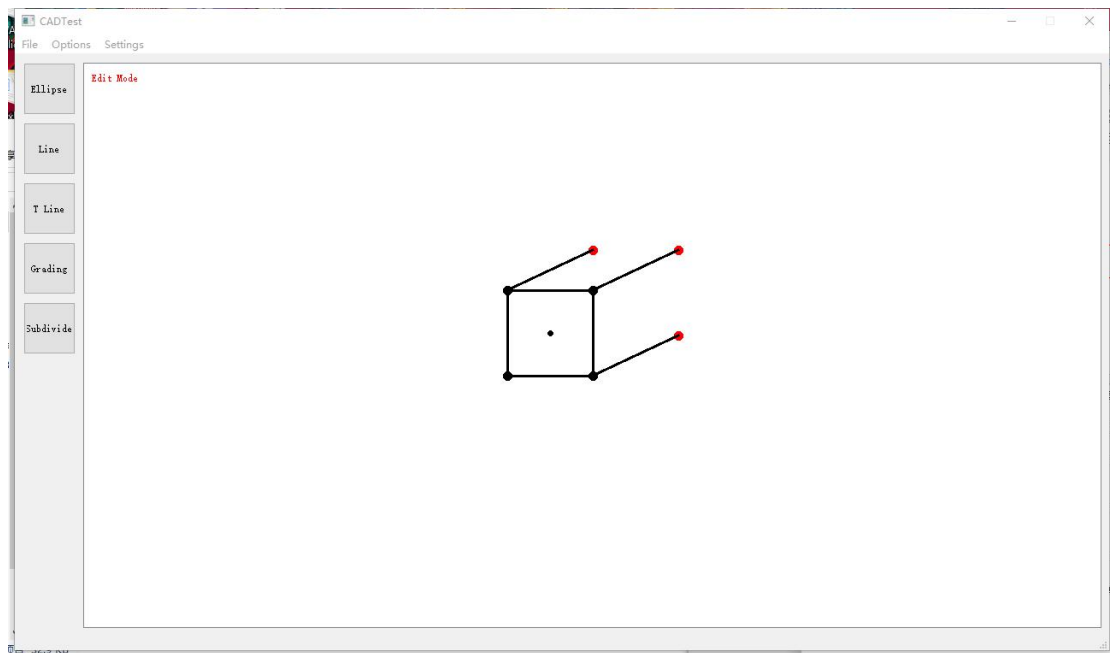 CADTest
File Options Settings
Edit Mode
Ellipse
Line
T Line
Grading
Subdivide